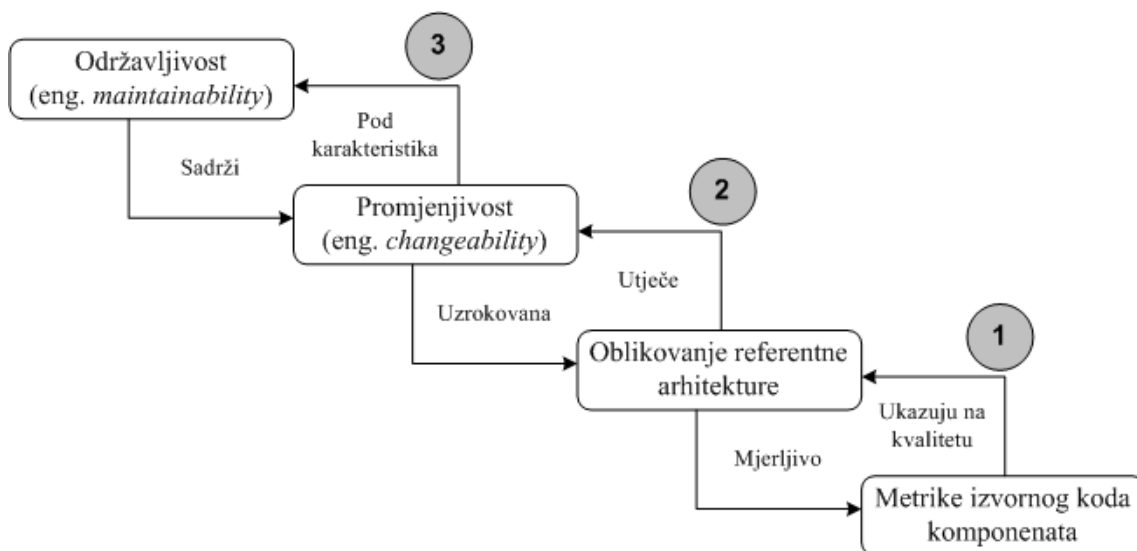 3
Održavljivost
(eng. maintainability)
Pod
karakteristika
Sadrži
2
Promjenjivost
(eng. changeability)
Utječe
Uzrokovana
1
Oblikovanje referentne
arhitekture
Ukazuju na
kvalitetu
Mjerljivo
Metrike izvornog koda
komponenata